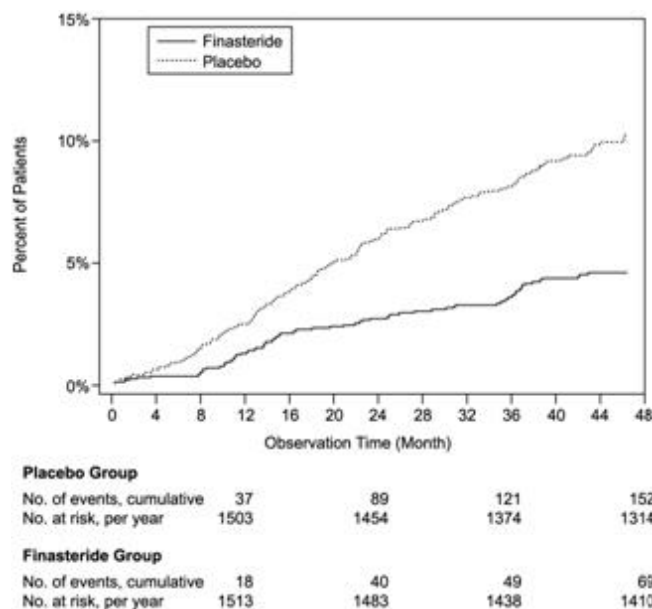 15%
Finasteride
Placebo
10%
Percent of Patients
5%
0%
0 4 8 12 16 20 24 28 32 36 40 44 48
Observation Time (Month)
Placebo Group
No. of events, cumulative 37 89 121 152
No. at risk, per year 1503 1454 1374 1314
Finasteride Group
No. of events, cumulative 18 40 49 69
No. at risk, per year 1513 1483 1438 1410